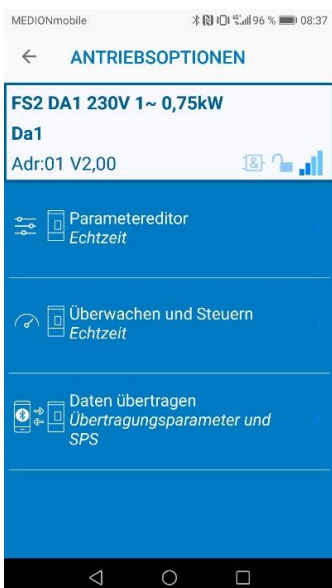 MEDIONmobile 96 % 08:37
ANTRIEBSOPTIONEN
FS2 DA1 230V 1~ 0,75kW
Da1
Adr:01 V2,00
Parametereditor
Echtzeit
Überwachen und Steuern
Echtzeit
Daten übertragen
Übertragungsparameter und
SPS